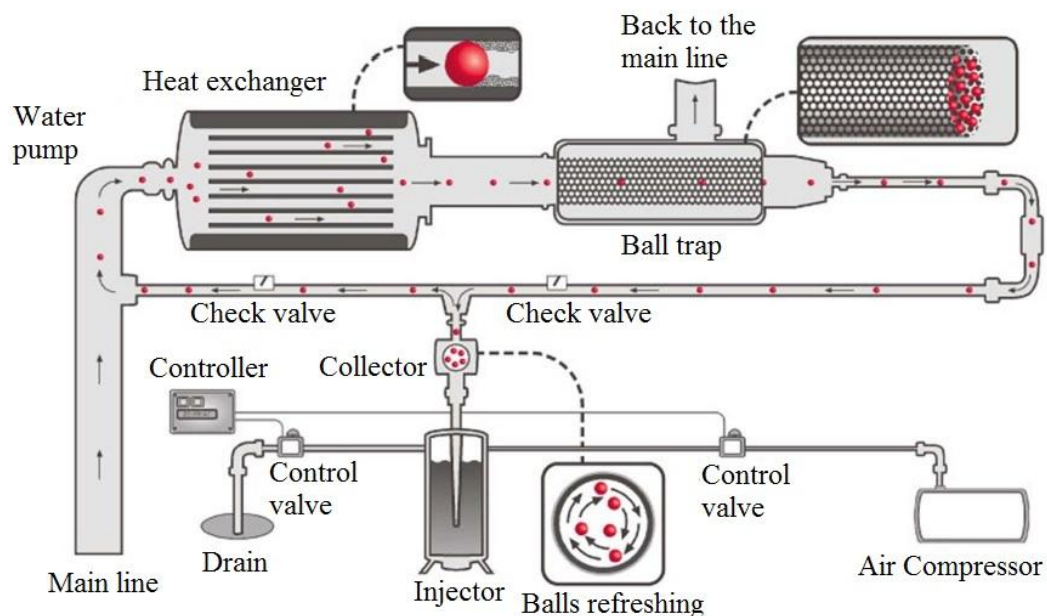 Back to the
main line
Heat exchanger
Water
pump
Ball trap
Check valve
Check valve
Controller
Collector
Control
valve
Control
valve
Drain
Main line
Injector
Balls refreshing
Air Compressor